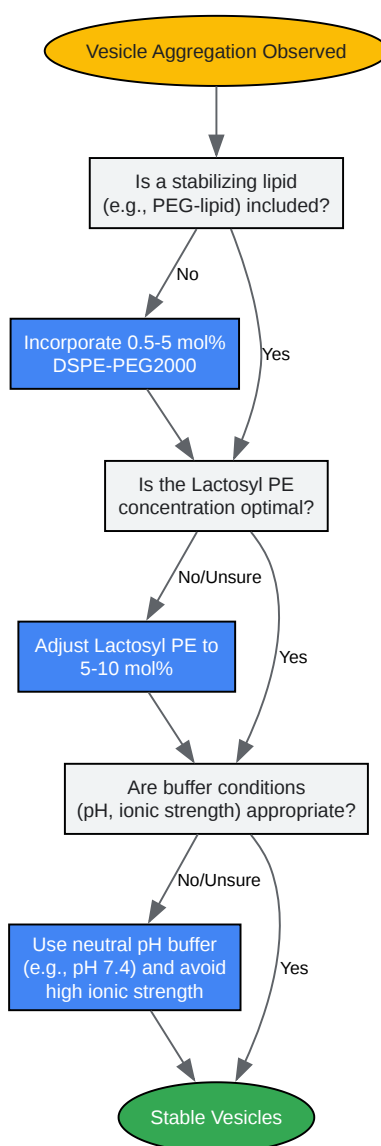 Vesicle Aggregation Observed
Is a stabilizing lipid
(e.g., PEG-lipid) included?
No
Incorporate 0.5-5 mol%
DSPE-PEG2000
Yes
Is the Lactosyl PE
concentration optimal?
No/Unsure
Adjust Lactosyl PE to
5-10 mol%
Yes
Are buffer conditions
(pH, ionic strength) appropriate?
No/Unsure
Use neutral pH buffer
(e.g., pH 7.4) and avoid
high ionic strength
Yes
Stable Vesicles